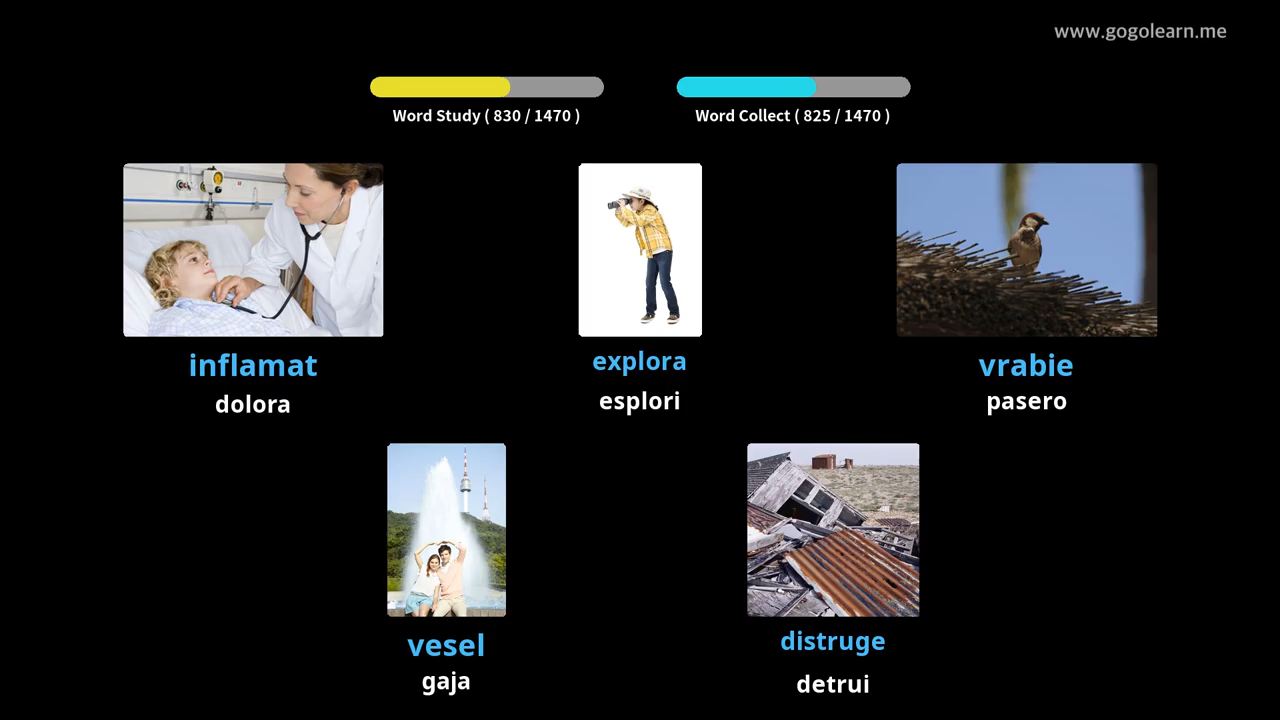 www.gogolearn.me
Word Study ( 830 / 1470 )
Word Collect ( 825 / 1470 )
inflamat
dolora
explora
esplori
vrabie
pasero
vesel
gaja
distruge
detrui